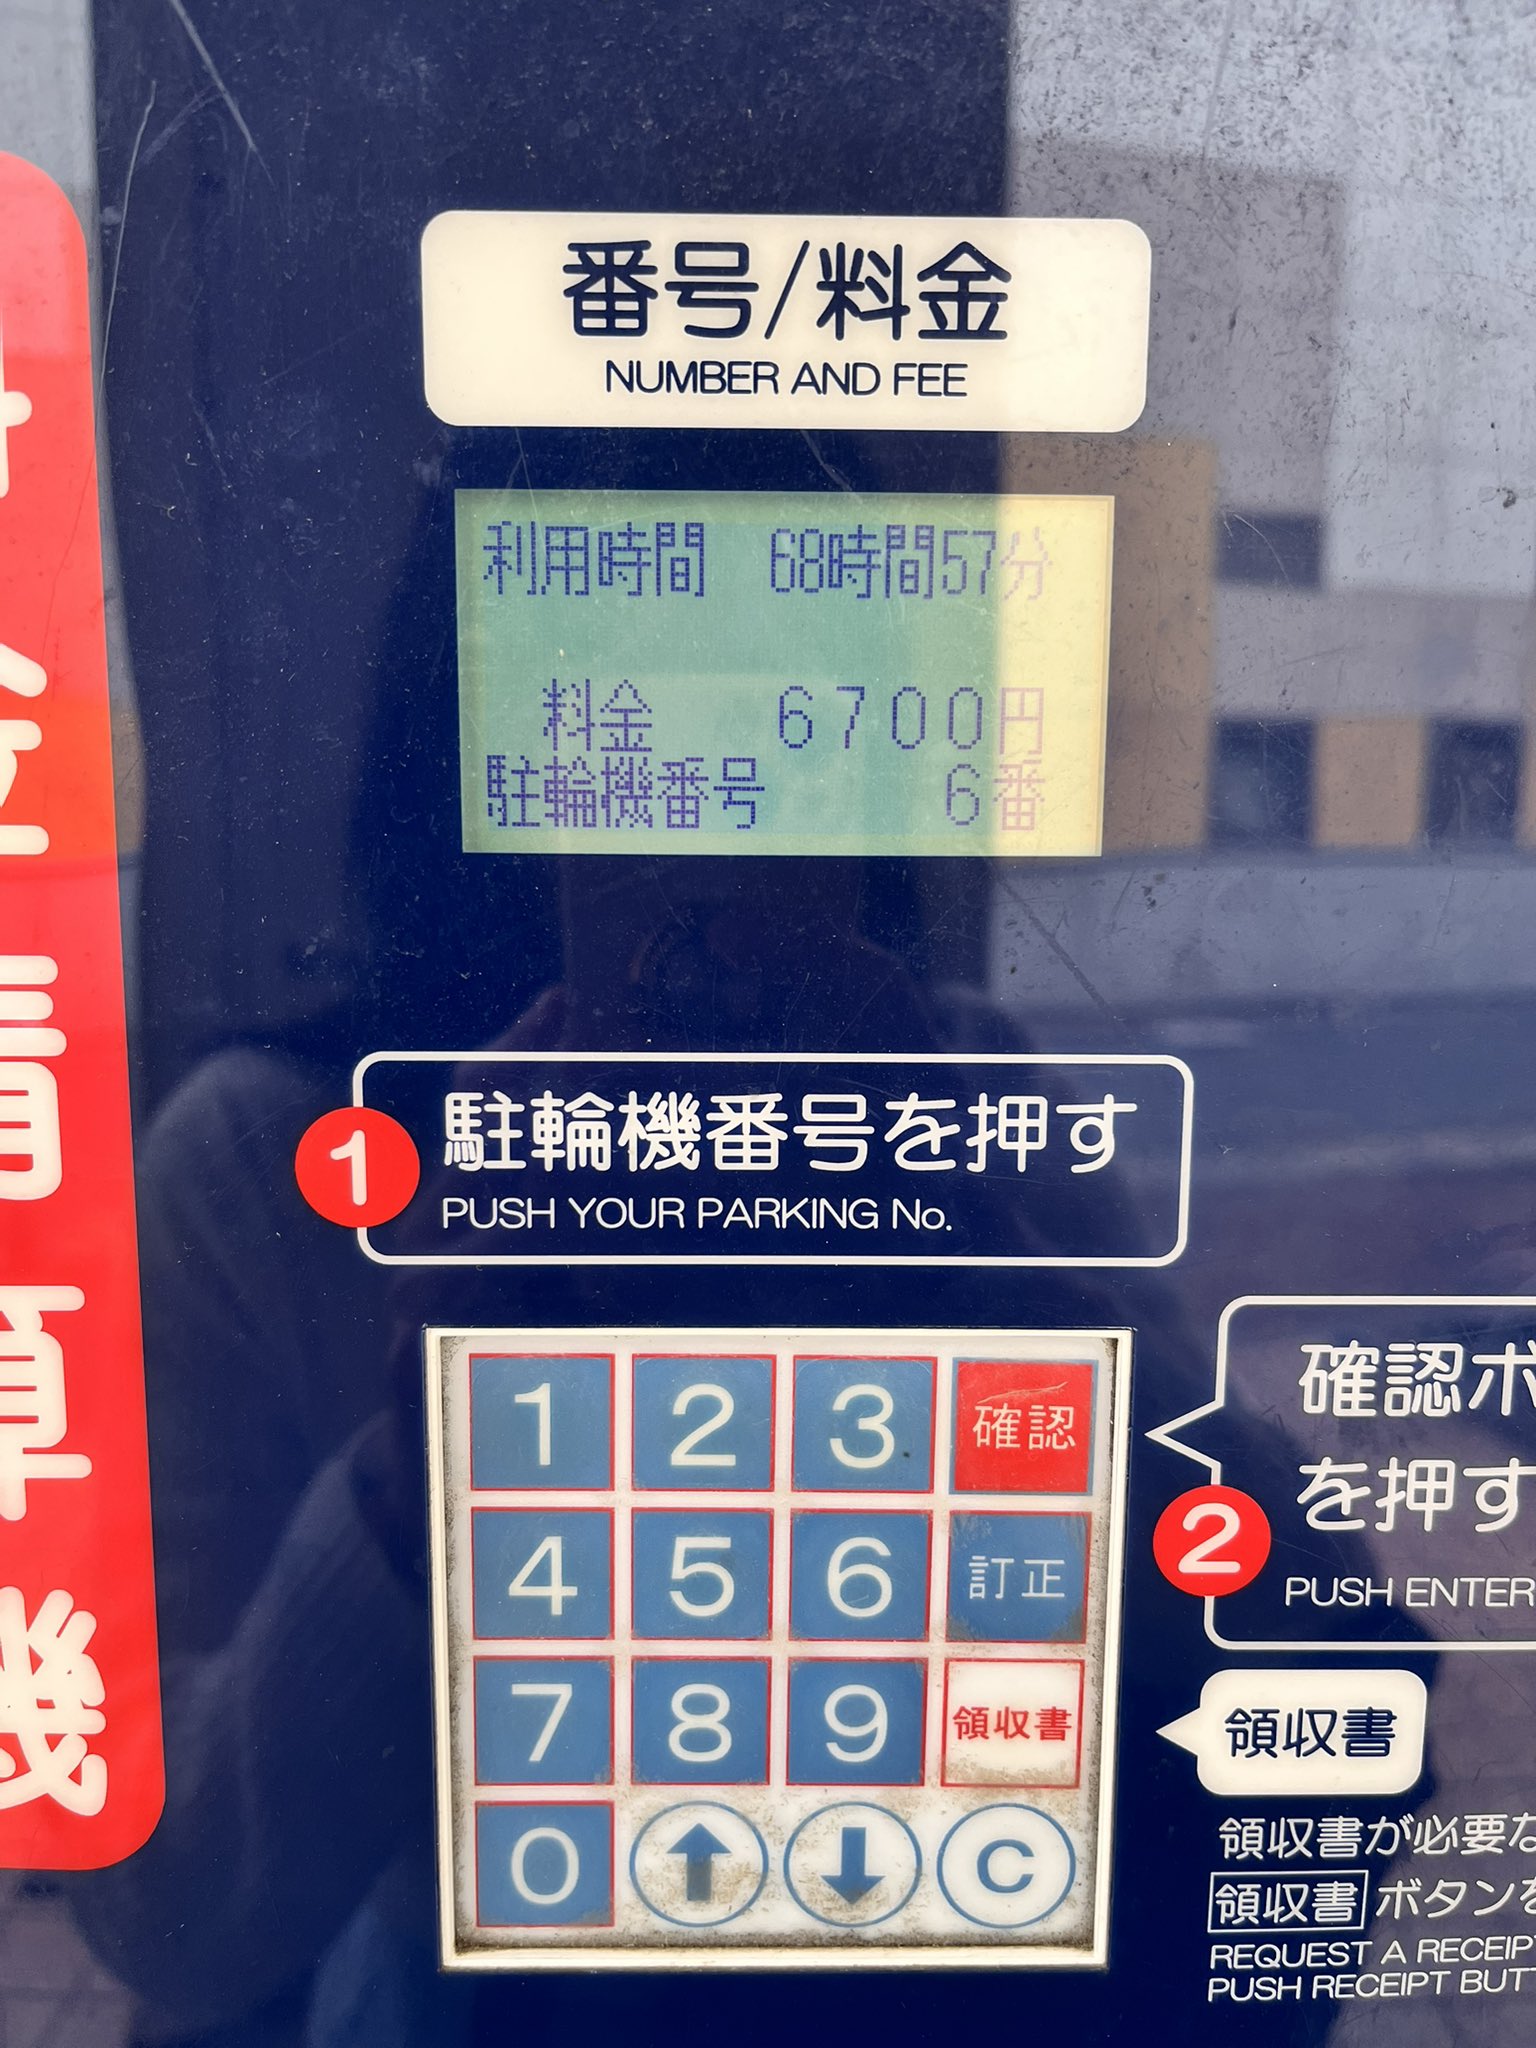 番号/料金
NUMBER AND FEE
利用時間 68時間57分
料金 6700円
駐輪機番号 6番
1 駐輪機番号を押す
PUSH YOUR PARKING No.
1 2 3 確認
4 5 6 訂正
7 8 9 領収書
0 ↑ ↓ C
確認ボ
を押す
2
PUSH ENTER
領収書
領収書が必要な
領収書 ボタンを
REQUEST A RECEIPT
PUSH RECEIPT BUTT
算機